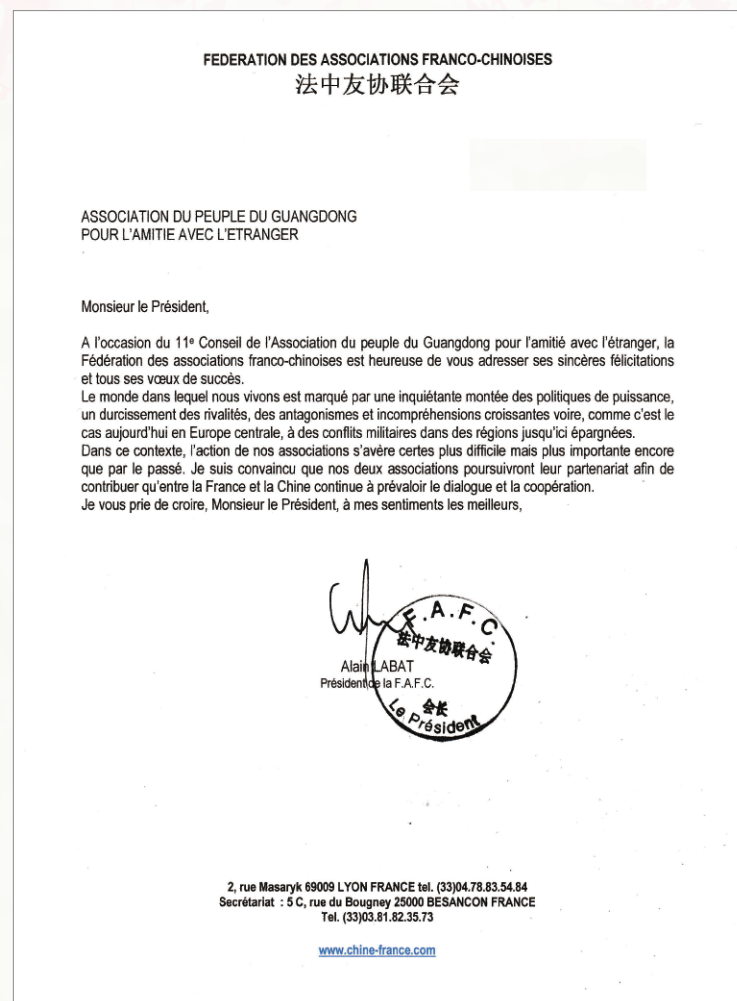 FEDERATION DES ASSOCIATIONS FRANCO-CHINOISES
法中友协联合会
ASSOCIATION DU PEUPLE DU GUANGDONG
POUR L'AMITIE AVEC L'ETRANGER
Monsieur le Président,
A l'occasion du 11e Conseil de l'Association du peuple du Guangdong pour l'amitié avec l'étranger, la
Fédération des associations franco-chinoises est heureuse de vous adresser ses sincères félicitations
et tous ses vœux de succès.
Le monde dans lequel nous vivons est marqué par une inquiétante montée des politiques de puissance,
un durcissement des rivalités, des antagonismes et incompréhensions croissantes voire, comme c'est le
cas aujourd'hui en Europe centrale, à des conflits militaires dans des régions jusqu'ici épargnées.
Dans ce contexte, l'action de nos associations s'avère certes plus difficile mais plus importante encore
que par le passé. Je suis convaincu que nos deux associations poursuivront leur partenariat afin de
contribuer qu'entre la France et la Chine continue à prévaloir le dialogue et la coopération.
Je vous prie de croire, Monsieur le Président, à mes sentiments les meilleurs,
F.A.F.C.
法中友协联合会
Alain LABAT
Président de la F.A.F.C.
会长
Le Président
2, rue Masaryk 69009 LYON FRANCE tel. (33)04.78.83.54.84
Secrétariat : 5 C, rue du Bougney 25000 BESANCON FRANCE
Tel. (33)03.81.82.35.73
www.chine-france.com